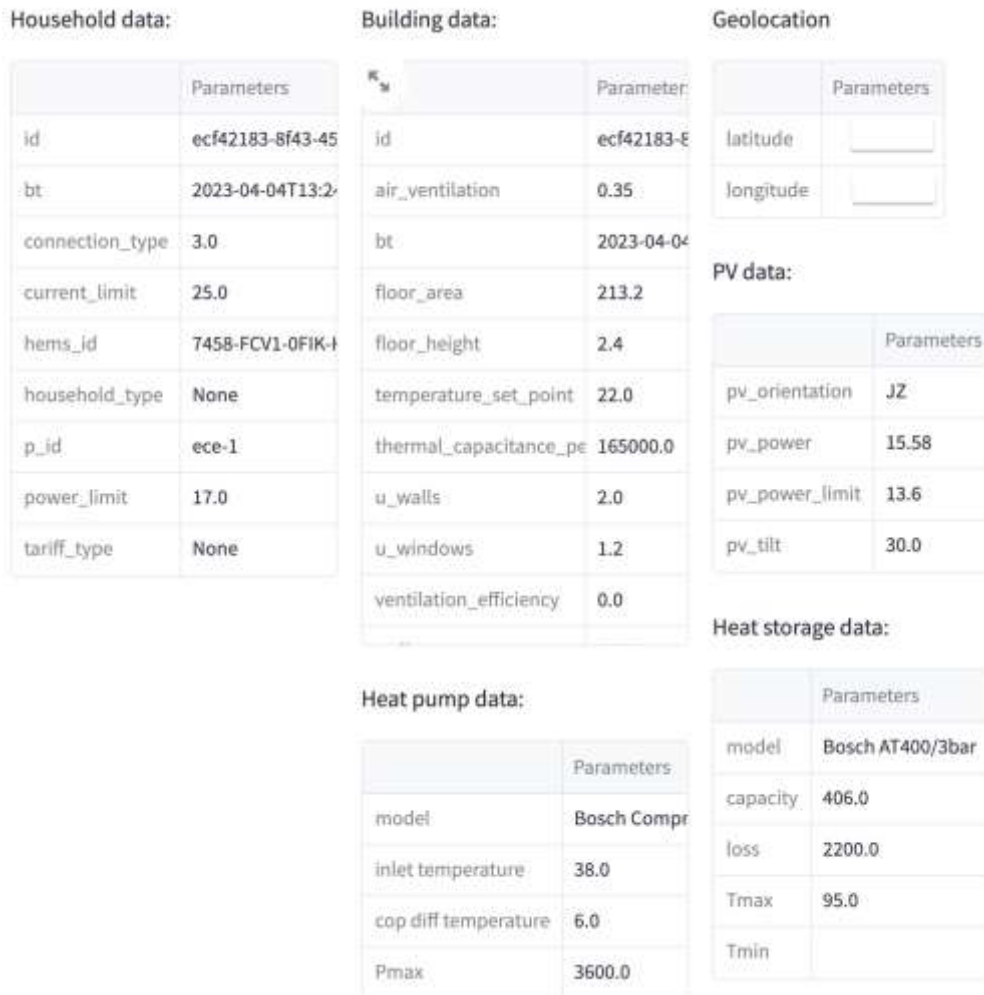 Household data:
Parameters
id ecf42183-8f43-45
bt 2023-04-04T13:2
connection_type 3.0
current_limit 25.0
hems_id 7458-FCV1-0FIK-
household_type None
p_id ece-1
power_limit 17.0
tariff_type None
Building data:
Parameter
id ecf42183-
air_ventilation 0.35
bt 2023-04-04
floor_area 213.2
floor_height 2.4
temperature_set_point 22.0
thermal_capacitance_pe 165000.0
u_walls 2.0
u_windows 1.2
ventilation_efficiency 0.0
Heat pump data:
Parameters
model Bosch Compr
inlet temperature 38.0
cop diff temperature 6.0
Pmax 3600.0
Geolocation
Parameters
latitude
longitude
PV data:
Parameters
pv_orientation JZ
pv_power 15.58
pv_power_limit 13.6
pv_tilt 30.0
Heat storage data:
Parameters
model Bosch AT400/3bar
capacity 406.0
loss 2200.0
Tmax 95.0
Tmin